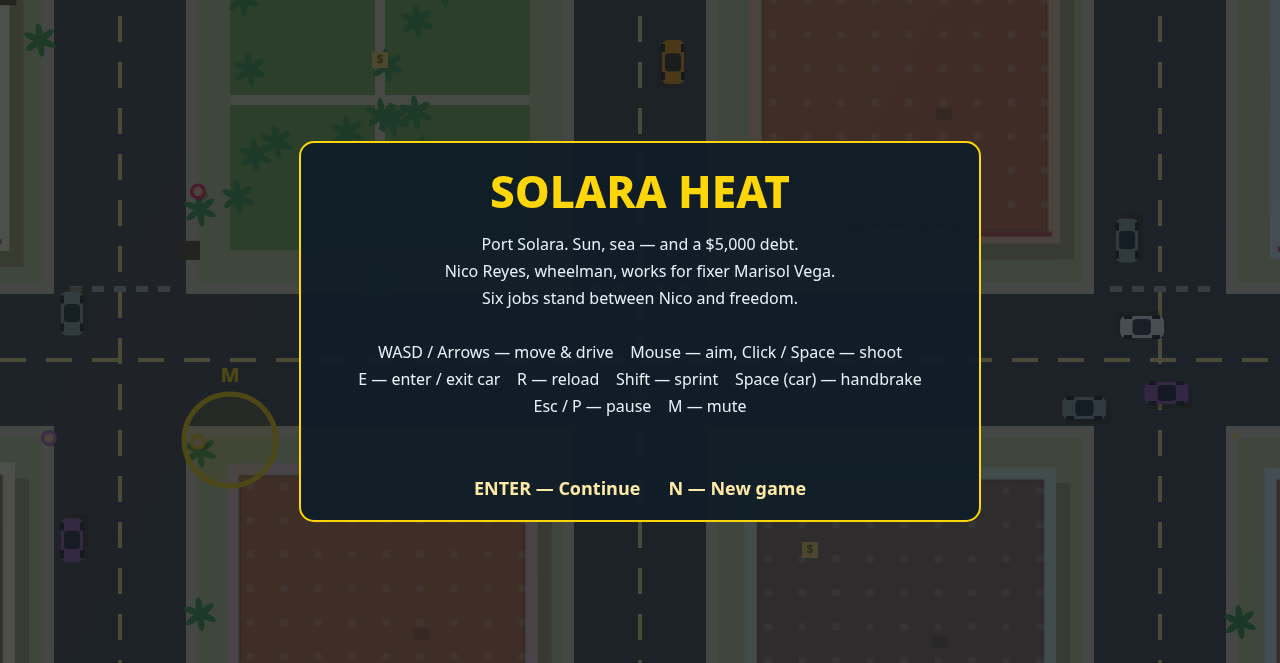 $
SOLARA HEAT
Port Solara. Sun, sea — and a $5,000 debt.
Nico Reyes, wheelman, works for fixer Marisol Vega.
Six jobs stand between Nico and freedom.
WASD / Arrows — move & drive    Mouse — aim, Click / Space — shoot
E — enter / exit car    R — reload    Shift — sprint    Space (car) — handbrake
M
Esc / P — pause    M — mute
ENTER — Continue    N — New game
$